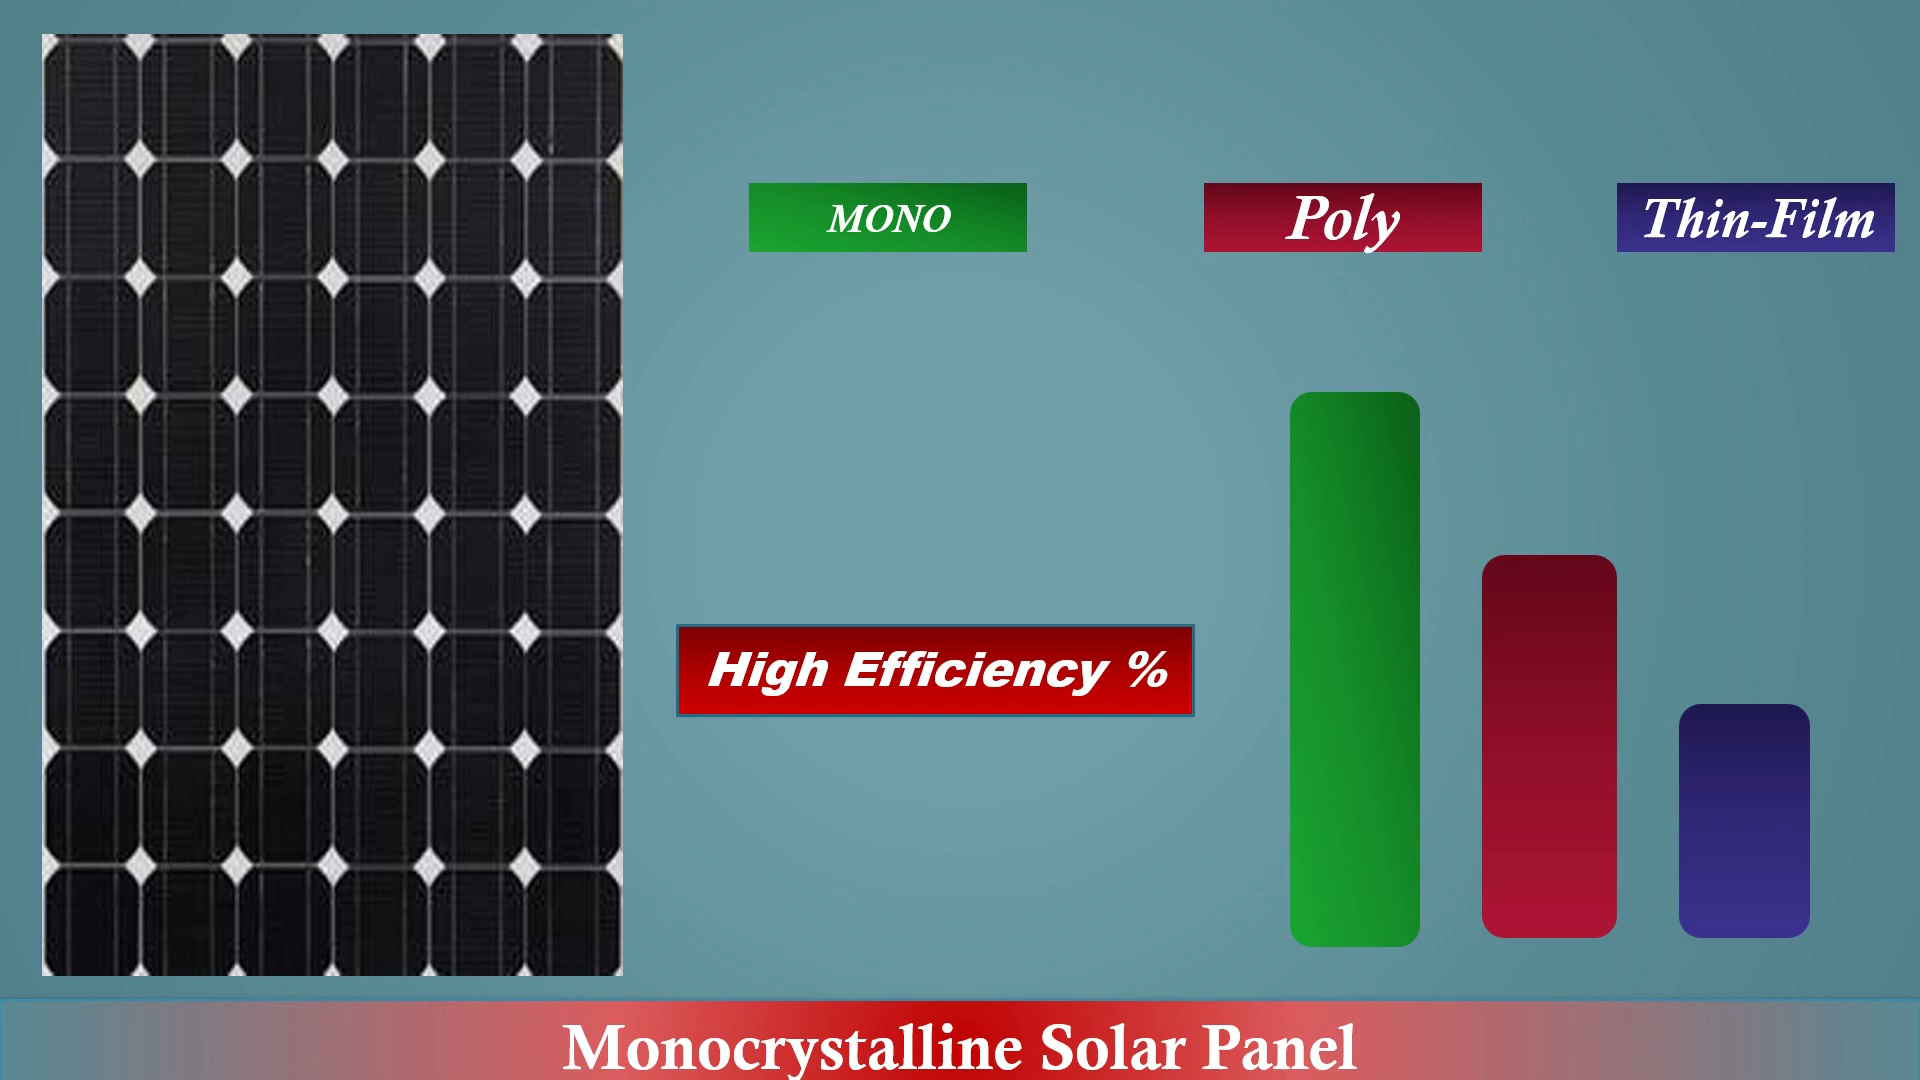 MONO
Poly
Thin-Film
High Efficiency %
Monocrystalline Solar Panel